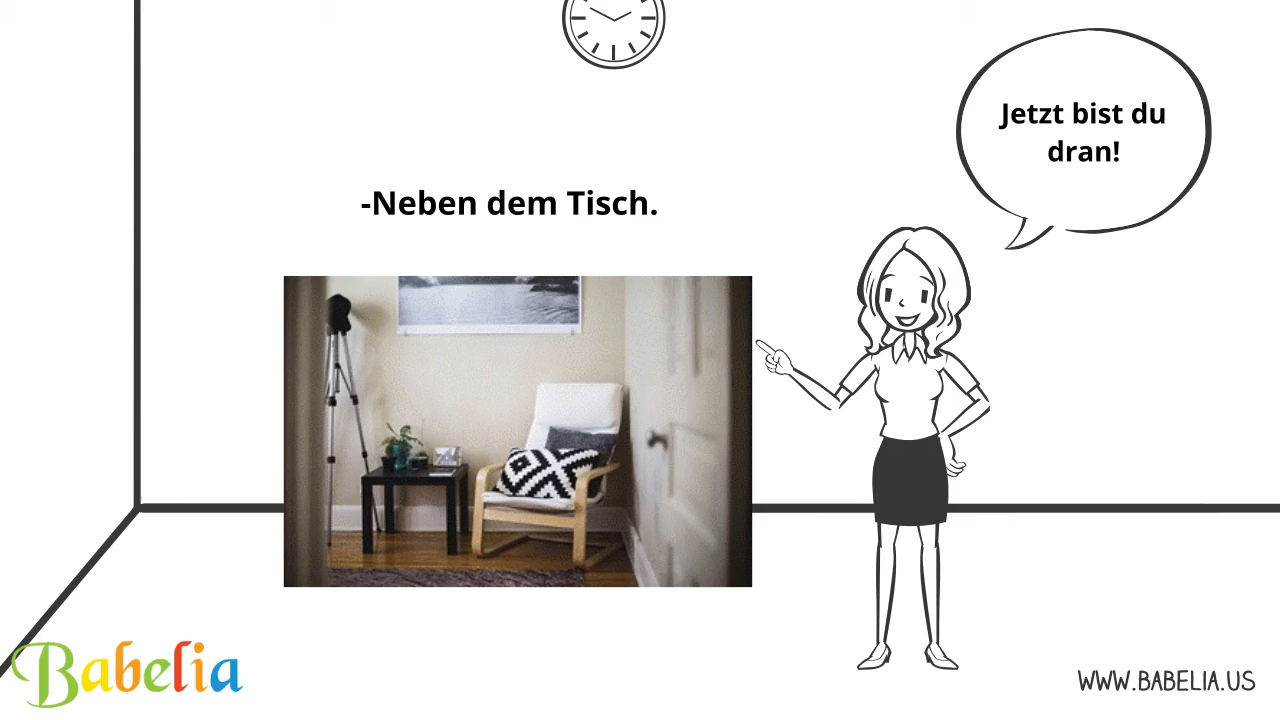 Jetzt bist du
dran!
-Neben dem Tisch.
Babelia
WWW.BABELIA.US